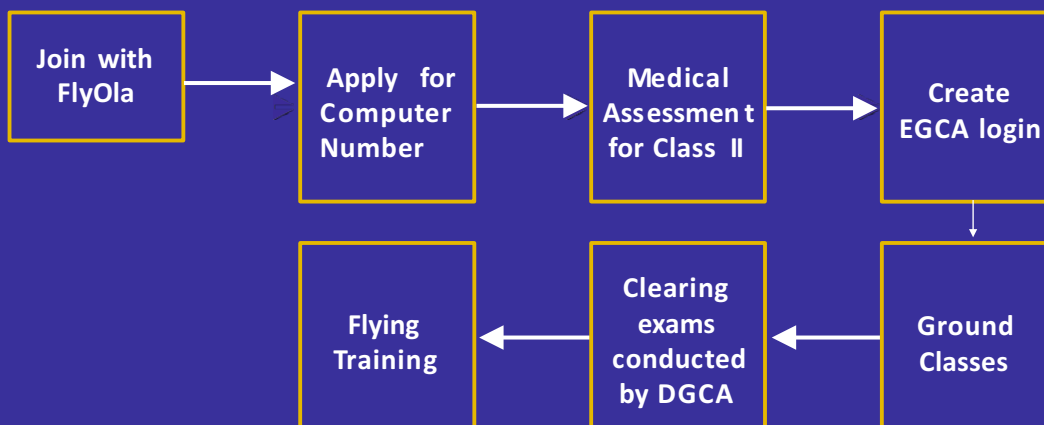 Join with
FlyOla
Apply for
Computer
Number
Medical
Assessment
for Class II
Create
EGCA login
Ground
Classes
Clearing
exams
conducted
by DGCA
Flying
Training